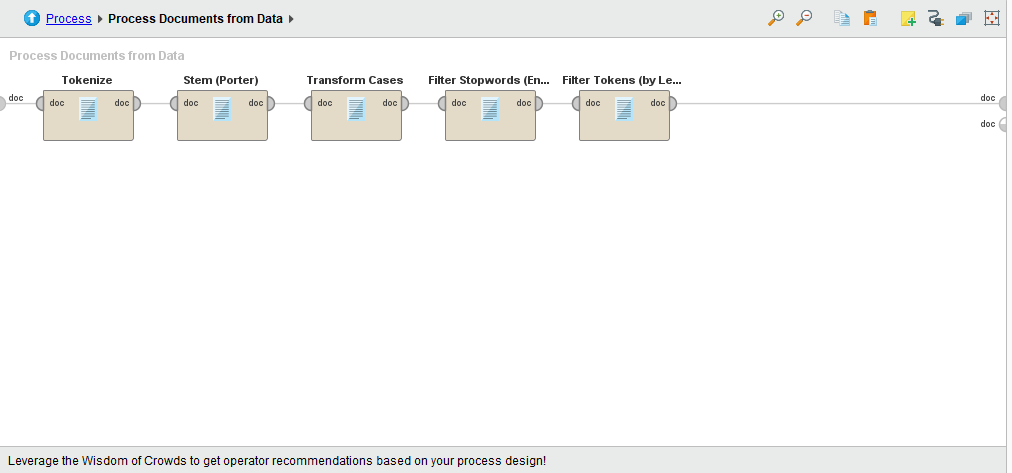 Process Process Documents from Data
Process Documents from Data
Tokenize Stem (Porter) Transform Cases Filter Stopwords (En... Filter Tokens (by Le...
doc doc doc doc doc doc doc doc doc doc doc doc
doc
Leverage the Wisdom of Crowds to get operator recommendations based on your process design!